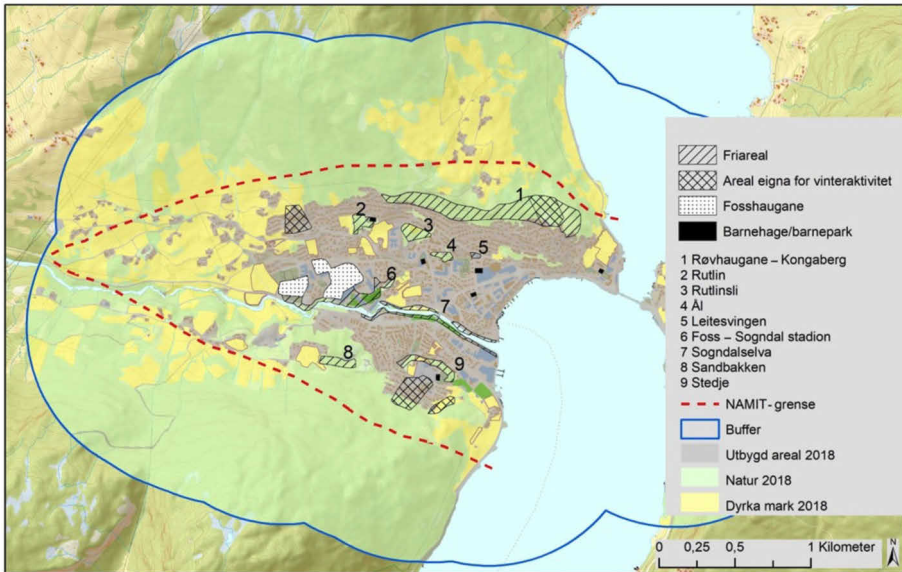 1
2
3
4
5
6
7
8
9
Friareal
Areal eigna for vinteraktivitet
Fosshaugane
Barnehage/barnepark
1 Røvhaugane – Kongaberg
2 Rutlin
3 Rutlinsli
4 Ål
5 Leitesvingen
6 Foss – Sogndal stadion
7 Sogndalselva
8 Sandbakken
9 Stedje
NAMIT - grense
Buffer
Utbygd areal 2018
Natur 2018
Dyrka mark 2018
0 0,25 0,5 1 Kilometer
N